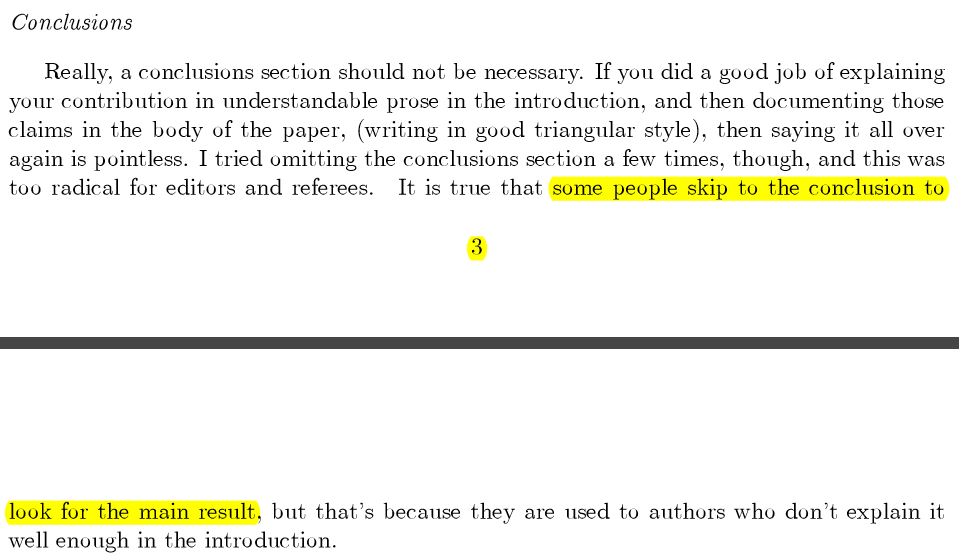 Conclusions
Really, a conclusions section should not be necessary. If you did a good job of explaining
your contribution in understandable prose in the introduction, and then documenting those
claims in the body of the paper, (writing in good triangular style), then saying it all over
again is pointless. I tried omitting the conclusions section a few times, though, and this was
too radical for editors and referees. It is true that some people skip to the conclusion to
3
look for the main result, but that's because they are used to authors who don't explain it
well enough in the introduction.